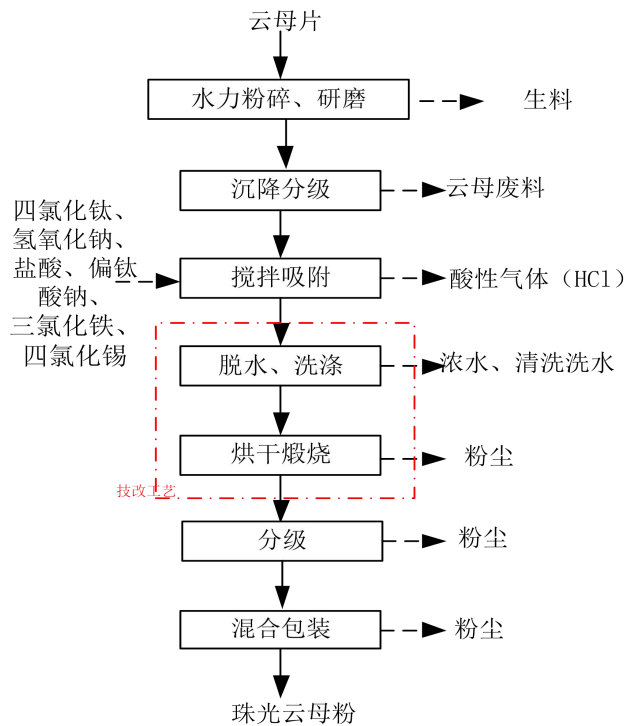 云母片
水力粉碎、研磨
生料
沉降分级
云母废料
四氯化钛、
氢氧化钠、
盐酸、偏钛
酸钠、
三氯化铁、
四氯化锡
搅拌吸附
酸性气体（HCl）
脱水、洗涤
浓水、清洗洗水
烘干煅烧
粉尘
技改工艺
分级
粉尘
混合包装
粉尘
珠光云母粉